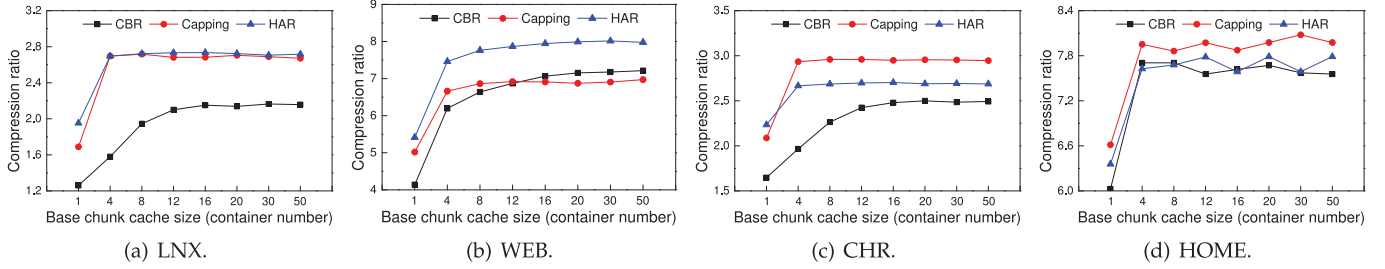 CBR Capping HAR
Compression ratio
3.2
2.8
2.4
2.0
1.6
1.2
1 4 8 12 16 20 30 50
Base chunk cache size (container number)
(a) LNX.
CBR Capping HAR
Compression ratio
9
8
7
6
5
4
1 4 8 12 16 20 30 50
Base chunk cache size (container number)
(b) WEB.
CBR Capping HAR
Compression ratio
3.5
3.0
2.5
2.0
1.5
1 4 8 12 16 20 30 50
Base chunk cache size (container number)
(c) CHR.
CBR Capping HAR
Compression ratio
8.4
7.8
7.2
6.6
6.0
1 4 8 12 16 20 30 50
Base chunk cache size (container number)
(d) HOME.